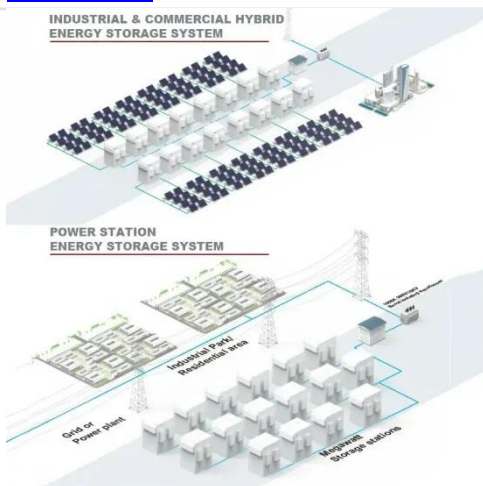 INDUSTRIAL & COMMERCIAL HYBRID
ENERGY STORAGE SYSTEM
POWER STATION
ENERGY STORAGE SYSTEM
Industrial Park/
Residential area
Grid or
Power plant
Megawatt
Storage stations